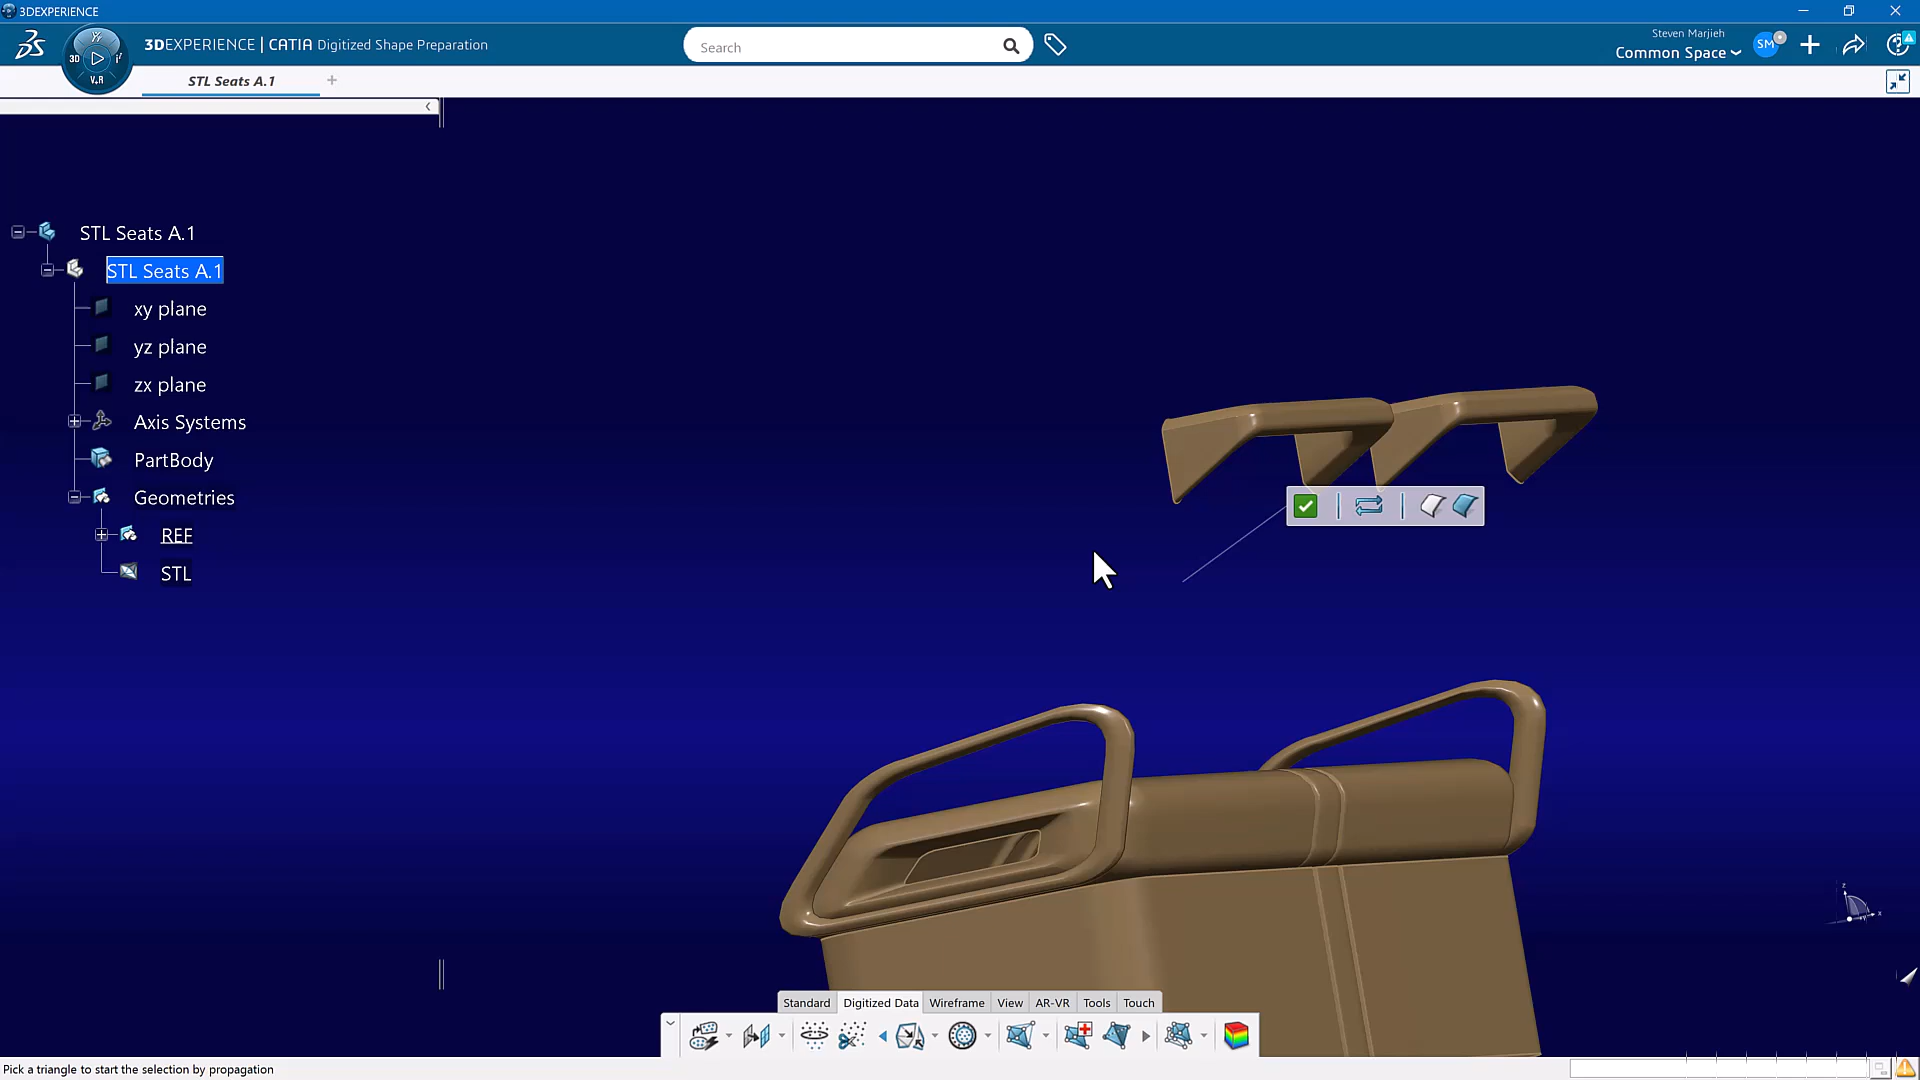 3DEXPERIENCE
3DEXPERIENCE | CATIA Digitized Shape Preparation
3D
V.R
Search
Steven Marjieh
Common Space
SM
STL Seats A.1
STL Seats A.1
STL Seats A.1
xy plane
yz plane
zx plane
Axis Systems
PartBody
Geometries
REF
STL
z
x
Standard
Digitized Data
Wireframe
View
AR-VR
Tools
Touch
Pick a triangle to start the selection by propagation